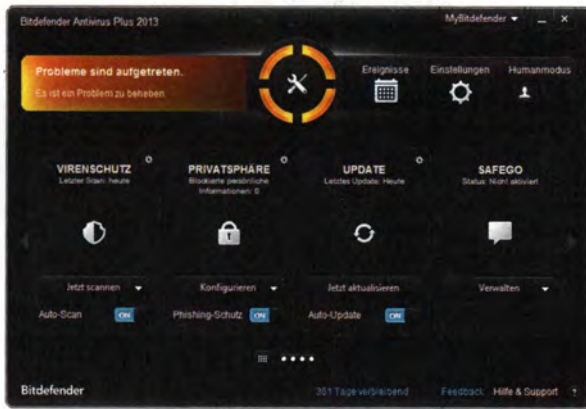 Bitdefender Antivirus Plus 2013
MyBitdefender
Probleme sind aufgetreten.
Es ist ein Problem zu beheben.
Ereignisse
Einstellungen
Humanmodus
VIRENSCHUTZ
Letzter Scan: heute
PRIVATSPHÄRE
Blockierte persönliche
Informationen: 0
UPDATE
Letztes Update: Heute
SAFEGO
Status: Nicht aktiviert
Jetzt scannen
Konfigurieren
Jetzt aktualisieren
Verwalten
Auto-Scan ON
Phishing-Schutz ON
Auto-Update ON
Bitdefender
381 Tage verbleibend
Feedback
Hilfe & Support